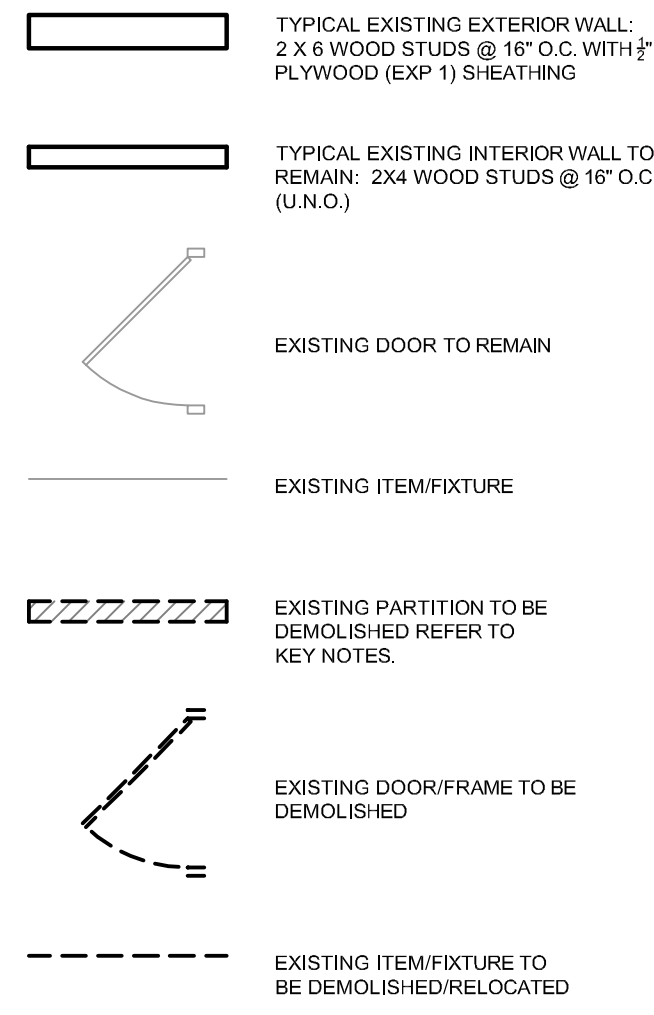 TYPICAL EXISTING EXTERIOR WALL:
2 X 6 WOOD STUDS @ 16" O.C. WITH ½"
PLYWOOD (EXP 1) SHEATHING
TYPICAL EXISTING INTERIOR WALL TO
REMAIN: 2X4 WOOD STUDS @ 16" O.C
(U.N.O.)
EXISTING DOOR TO REMAIN
EXISTING ITEM/FIXTURE
EXISTING PARTITION TO BE
DEMOLISHED REFER TO
KEY NOTES.
EXISTING DOOR/FRAME TO BE
DEMOLISHED
EXISTING ITEM/FIXTURE TO
BE DEMOLISHED/RELOCATED